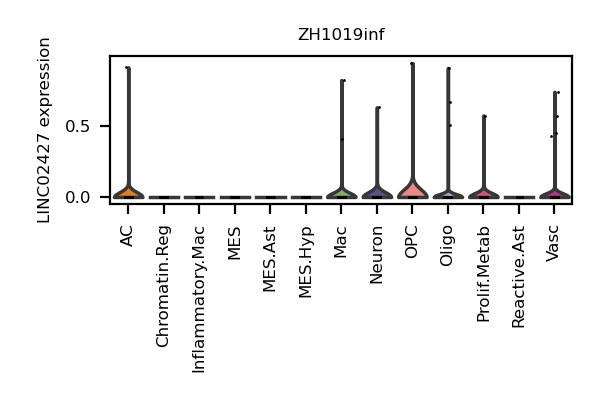 ZH1019inf
LINC02427 expression
0.5
0.0
AC
Chromatin.Reg
Inflammatory.Mac
MES
MES.Ast
MES.Hyp
Mac
Neuron
OPC
Oligo
Prolif.Metab
Reactive.Ast
Vasc